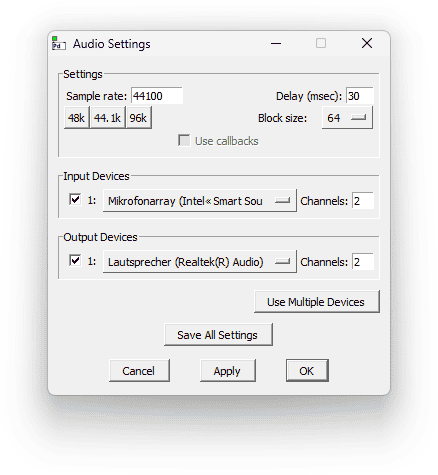 Pd
Audio Settings
Settings
Sample rate: 44100 Delay (msec): 30
48k 44.1k 96k Block size: 64
Use callbacks
Input Devices
1: Mikrofonarray (Intel« Smart Sou Channels: 2
Output Devices
1: Lautsprecher (Realtek(R) Audio) Channels: 2
Use Multiple Devices
Save All Settings
Cancel Apply OK